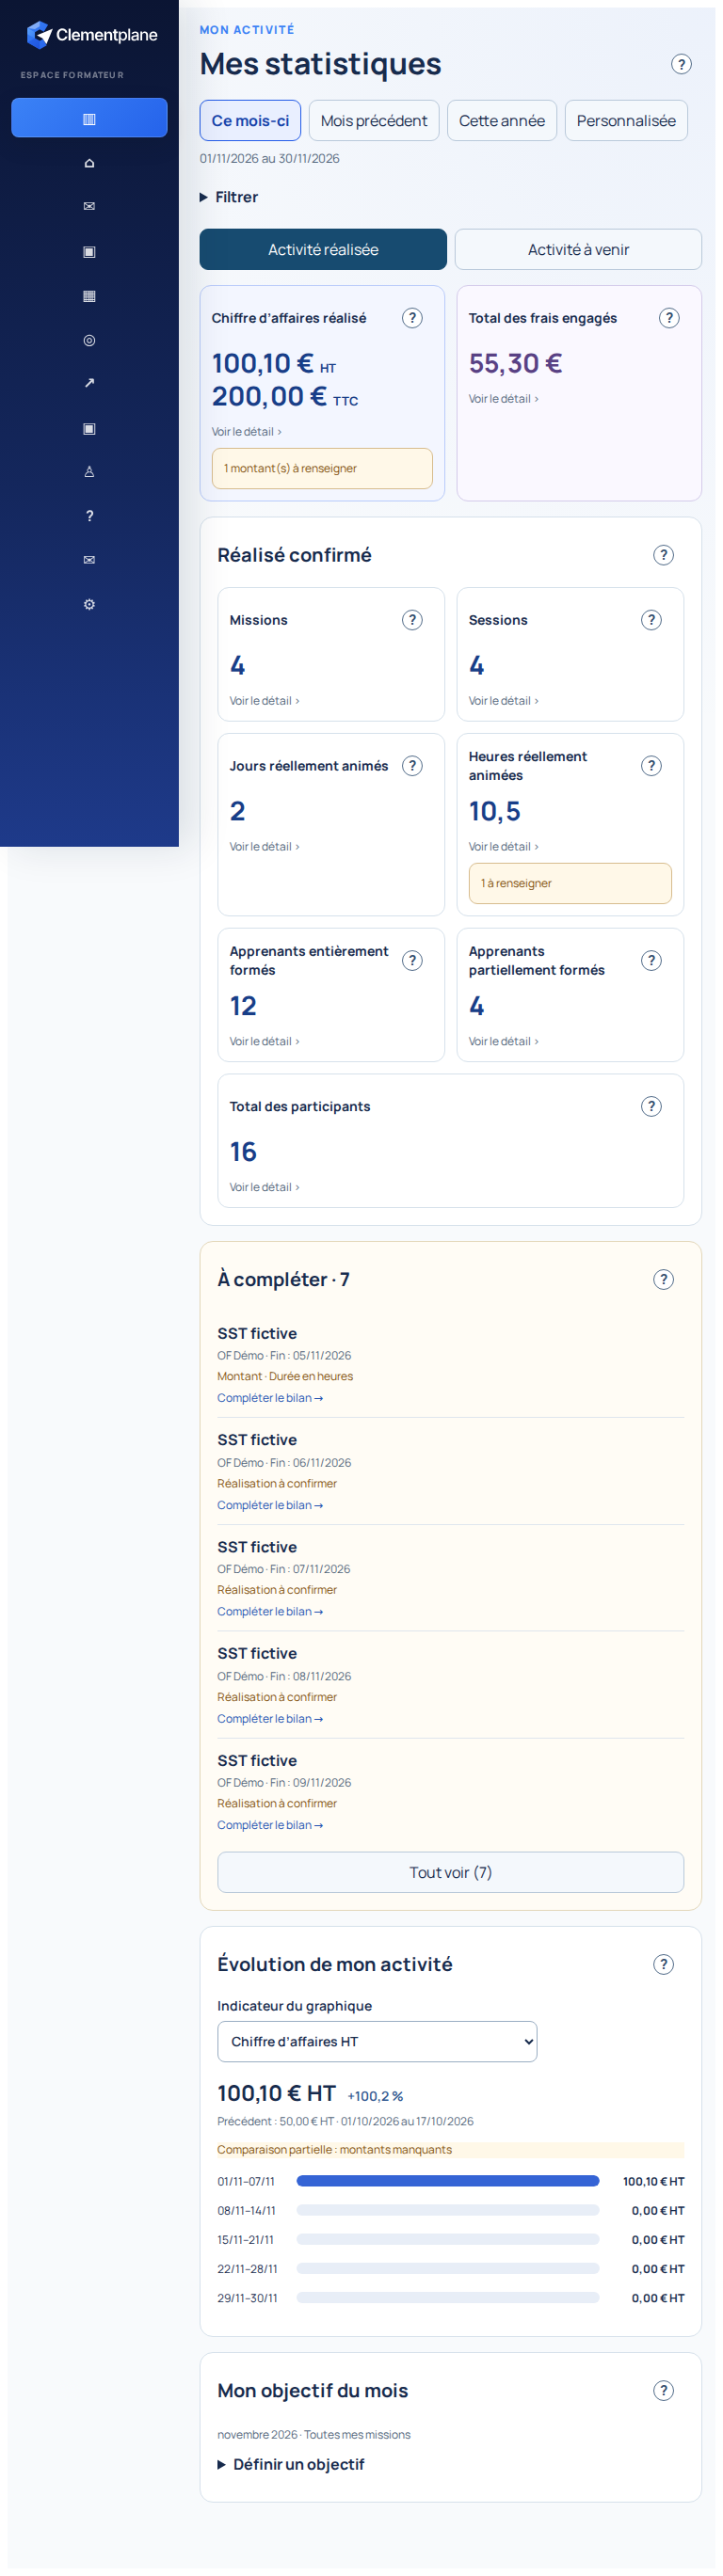 Clementplane
ESPACE FORMATEUR
?
MON ACTIVITÉ
Mes statistiques
?
Ce mois-ci
Mois précédent
Cette année
Personnalisée
01/11/2026 au 30/11/2026
Filtrer
Activité réalisée
Activité à venir
Chiffre d’affaires réalisé
?
100,10 € HT
200,00 € TTC
Voir le détail ›
1 montant(s) à renseigner
Total des frais engagés
?
55,30 €
Voir le détail ›
Réalisé confirmé
?
Missions
?
4
Voir le détail ›
Sessions
?
4
Voir le détail ›
Jours réellement animés
?
2
Voir le détail ›
Heures réellement
animées
?
10,5
Voir le détail ›
1 à renseigner
Apprenants entièrement
formés
?
12
Voir le détail ›
Apprenants
partiellement formés
?
4
Voir le détail ›
Total des participants
?
16
Voir le détail ›
À compléter · 7
?
SST fictive
OF Démo · Fin : 05/11/2026
Montant · Durée en heures
Compléter le bilan →
SST fictive
OF Démo · Fin : 06/11/2026
Réalisation à confirmer
Compléter le bilan →
SST fictive
OF Démo · Fin : 07/11/2026
Réalisation à confirmer
Compléter le bilan →
SST fictive
OF Démo · Fin : 08/11/2026
Réalisation à confirmer
Compléter le bilan →
SST fictive
OF Démo · Fin : 09/11/2026
Réalisation à confirmer
Compléter le bilan →
Tout voir (7)
Évolution de mon activité
?
Indicateur du graphique
Chiffre d’affaires HT
100,10 € HT +100,2 %
Précédent : 50,00 € HT · 01/10/2026 au 17/10/2026
Comparaison partielle : montants manquants
01/11–07/11 100,10 € HT
08/11–14/11 0,00 € HT
15/11–21/11 0,00 € HT
22/11–28/11 0,00 € HT
29/11–30/11 0,00 € HT
Mon objectif du mois
?
novembre 2026 · Toutes mes missions
Définir un objectif